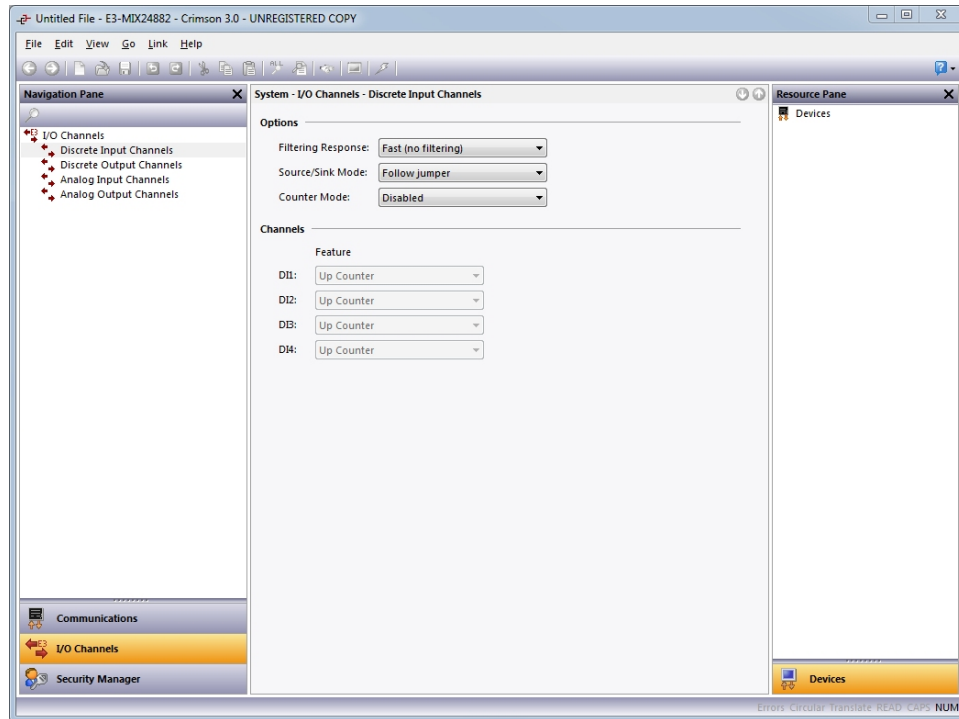 Untitled File - E3-MIX24882 - Crimson 3.0 - UNREGISTERED COPY
File Edit View Go Link Help
Navigation Pane
System - I/O Channels - Discrete Input Channels
Resource Pane
I/O Channels
Discrete Input Channels
Discrete Output Channels
Analog Input Channels
Analog Output Channels
Options
Filtering Response: Fast (no filtering)
Source/Sink Mode: Follow jumper
Counter Mode: Disabled
Channels
Feature
DI1: Up Counter
DI2: Up Counter
DI3: Up Counter
DI4: Up Counter
Devices
Communications
I/O Channels
Security Manager
Devices
Errors Circular Translate READ CAPS NUM